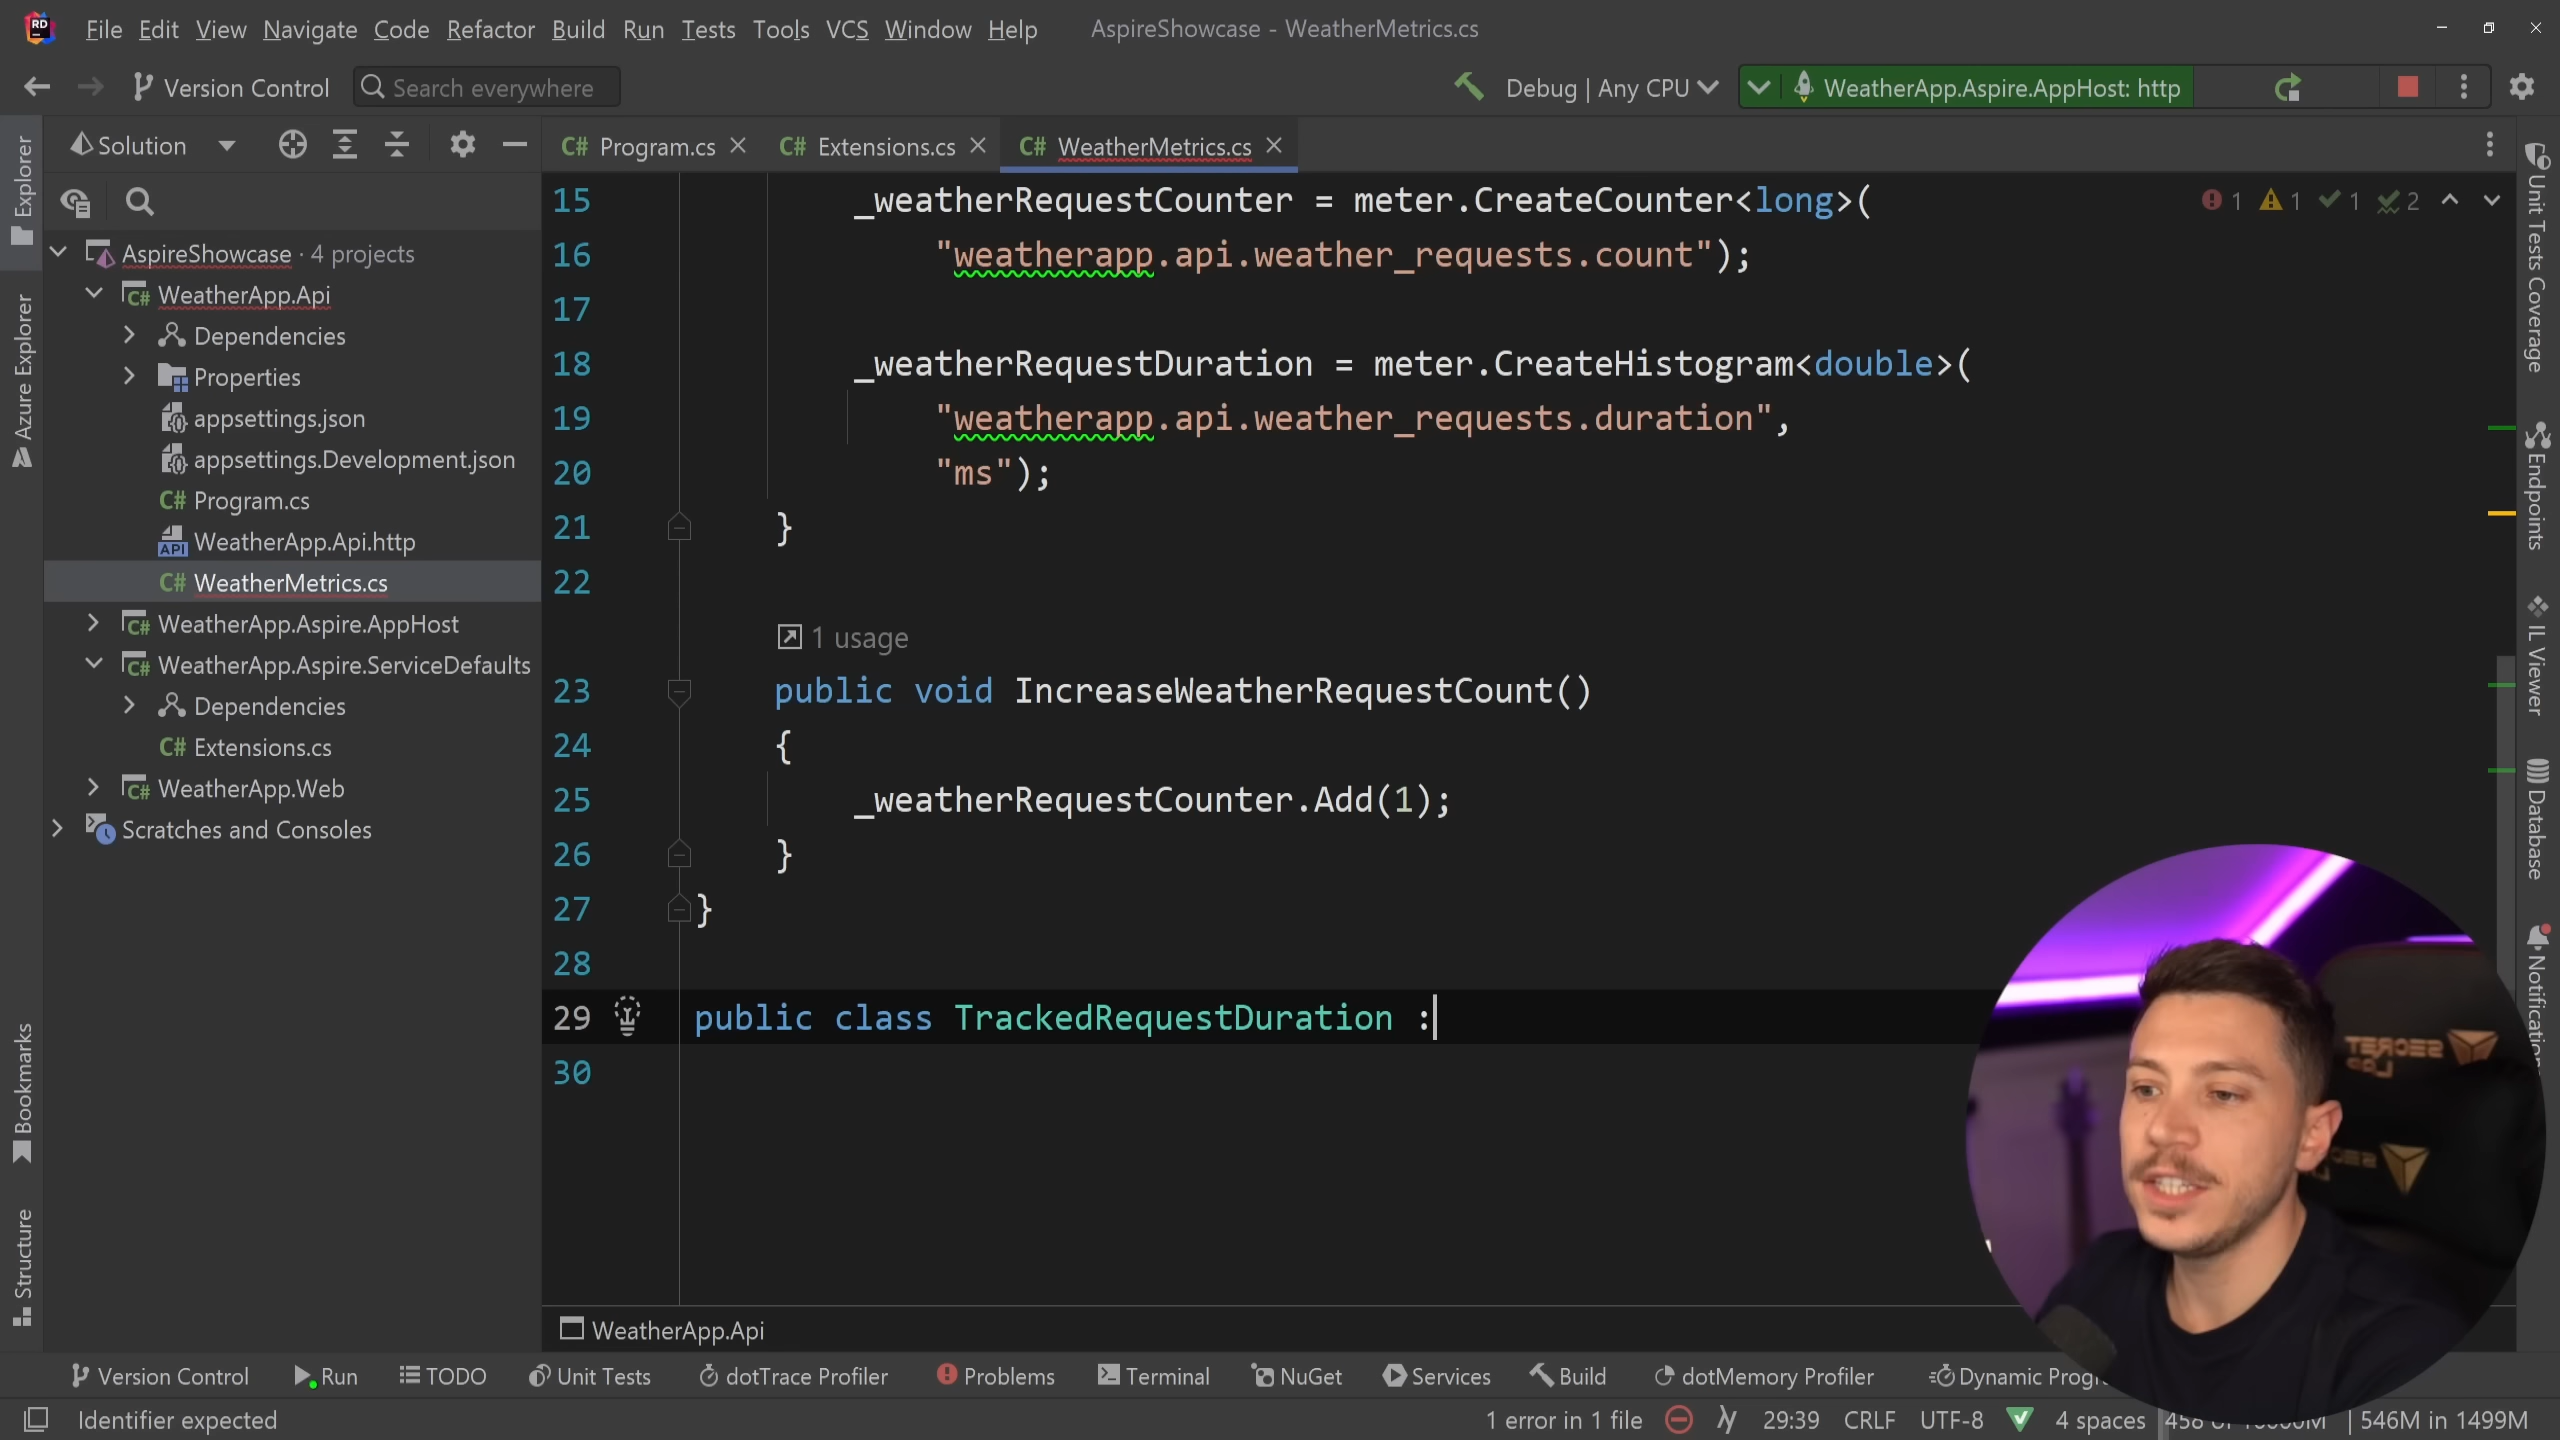 File Edit View Navigate Code Refactor Build Run Tests Tools VCS Window Help AspireShowcase - WeatherMetrics.cs
Version Control Search everywhere Debug | Any CPU WeatherApp.Aspire.AppHost: http
Solution
C# Program.cs C# Extensions.cs C# WeatherMetrics.cs
Explorer
Azure Explorer
Bookmarks
Structure
AspireShowcase · 4 projects
WeatherApp.Api
Dependencies
Properties
appsettings.json
appsettings.Development.json
C# Program.cs
API WeatherApp.Api.http
C# WeatherMetrics.cs
WeatherApp.Aspire.AppHost
WeatherApp.Aspire.ServiceDefaults
Dependencies
C# Extensions.cs
WeatherApp.Web
Scratches and Consoles
15 _weatherRequestCounter = meter.CreateCounter<long>(
1 1 1 2
16 "weatherapp.api.weather_requests.count");
17
18 _weatherRequestDuration = meter.CreateHistogram<double>(
19 "weatherapp.api.weather_requests.duration",
20 "ms");
21 }
22
1 usage
23 public void IncreaseWeatherRequestCount()
24 {
25 _weatherRequestCounter.Add(1);
26 }
27 }
28
29 public class TrackedRequestDuration :
30
Unit Tests Coverage
Endpoints
IL Viewer
Database
SECRET LAB
WeatherApp.Api
Version Control Run TODO Unit Tests dotTrace Profiler Problems Terminal NuGet Services Build dotMemory Profiler Dynamic
Identifier expected 1 error in 1 file 29:39 CRLF UTF-8 4 spaces 546M in 1499M